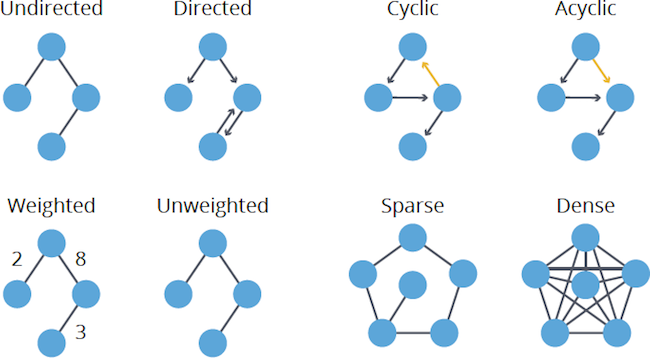 Undirected
Directed
Cyclic
Acyclic
Weighted
Unweighted
Sparse
Dense
2
8
3